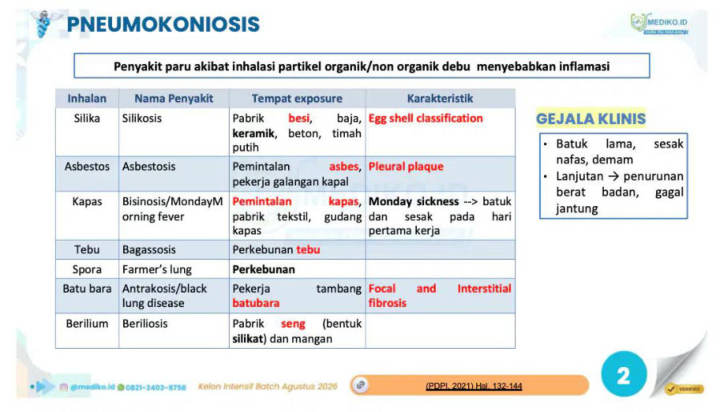 PNEUMOKONIOSIS
MEDIKO.ID
Penyakit paru akibat inhalasi partikel organik/non organik debu menyebabkan inflamasi
Inhalan Nama Penyakit Tempat exposure Karakteristik
Silika Silikosis Pabrik besi, baja, Egg shell classification
keramik, beton, timah
putih
Asbestos Asbestosis Pemintalan asbes, Pleural plaque
pekerja galangan kapal
Kapas Bisinosis/MondayM Pemintalan kapas, Monday sickness --> batuk
orning fever pabrik tekstil, gudang dan sesak pada hari
kapas pertama kerja
Tebu Bagassosis Perkebunan tebu
Spora Farmer's lung Perkebunan
Batu bara Antrakosis/black Pekerja tambang Focal and Interstitial
lung disease batubara fibrosis
Berilium Beriliosis Pabrik seng (bentuk
silikat) dan mangan
GEJALA KLINIS
• Batuk lama, sesak
nafas, demam
• Lanjutan → penurunan
berat badan, gagal
jantung
@mediko.id 0821-2403-8758 Kelon Intensif Batch Agustus 2026
(PDPI, 2021) Hal. 132-144
2